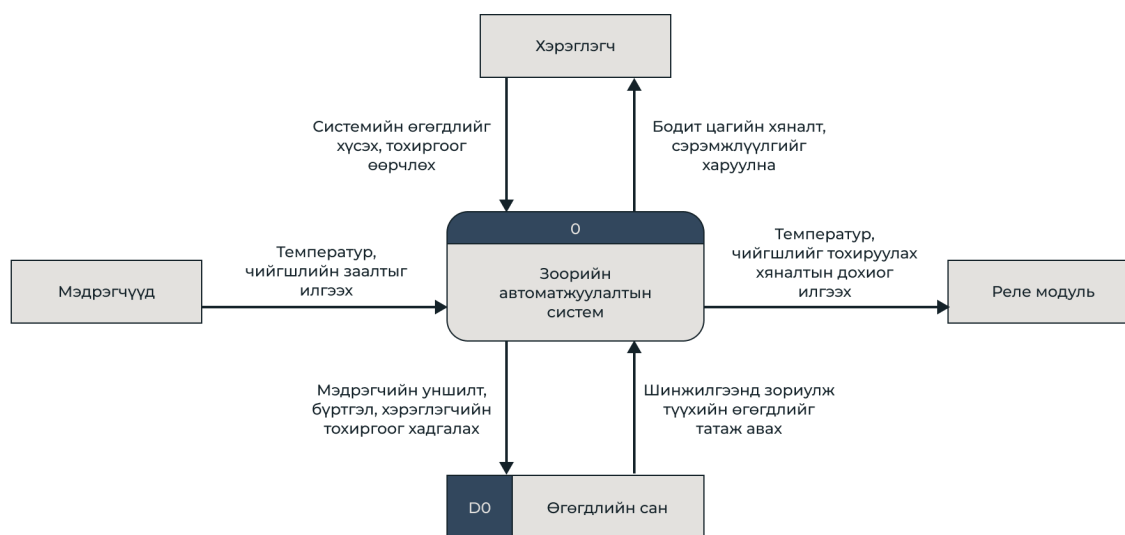 Хэрэглэгч
Системийн өгөгдлийг
хүсэх, тохиргоог
өөрчлөх
Бодит цагийн хяналт,
сэрэмжлүүлгийг
харуулна
Мэдрэгчүүд
Температур,
чийгшлийн заалтыг
илгээх
0
Зоорийн
автоматжуулалтын
систем
Температур,
чийгшлийг тохируулах
хяналтын дохиог
илгээх
Реле модуль
Мэдрэгчийн уншилт,
бүртгэл, хэрэглэгчийн
тохиргоог хадгалах
Шинжилгээнд зориулж
түүхийн өгөгдлийг
татаж авах
D0
Өгөгдлийн сан